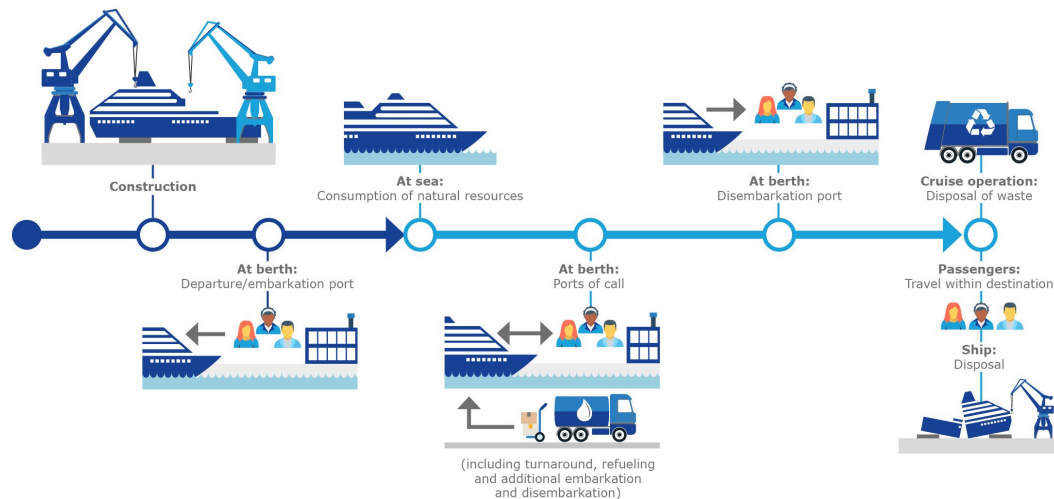 Construction
At berth:
Departure/embarkation port
At sea:
Consumption of natural resources
At berth:
Ports of call
(including turnaround, refueling
and additional embarkation
and disembarkation)
At berth:
Disembarkation port
Cruise operation:
Disposal of waste
Passengers:
Travel within destination
Ship:
Disposal